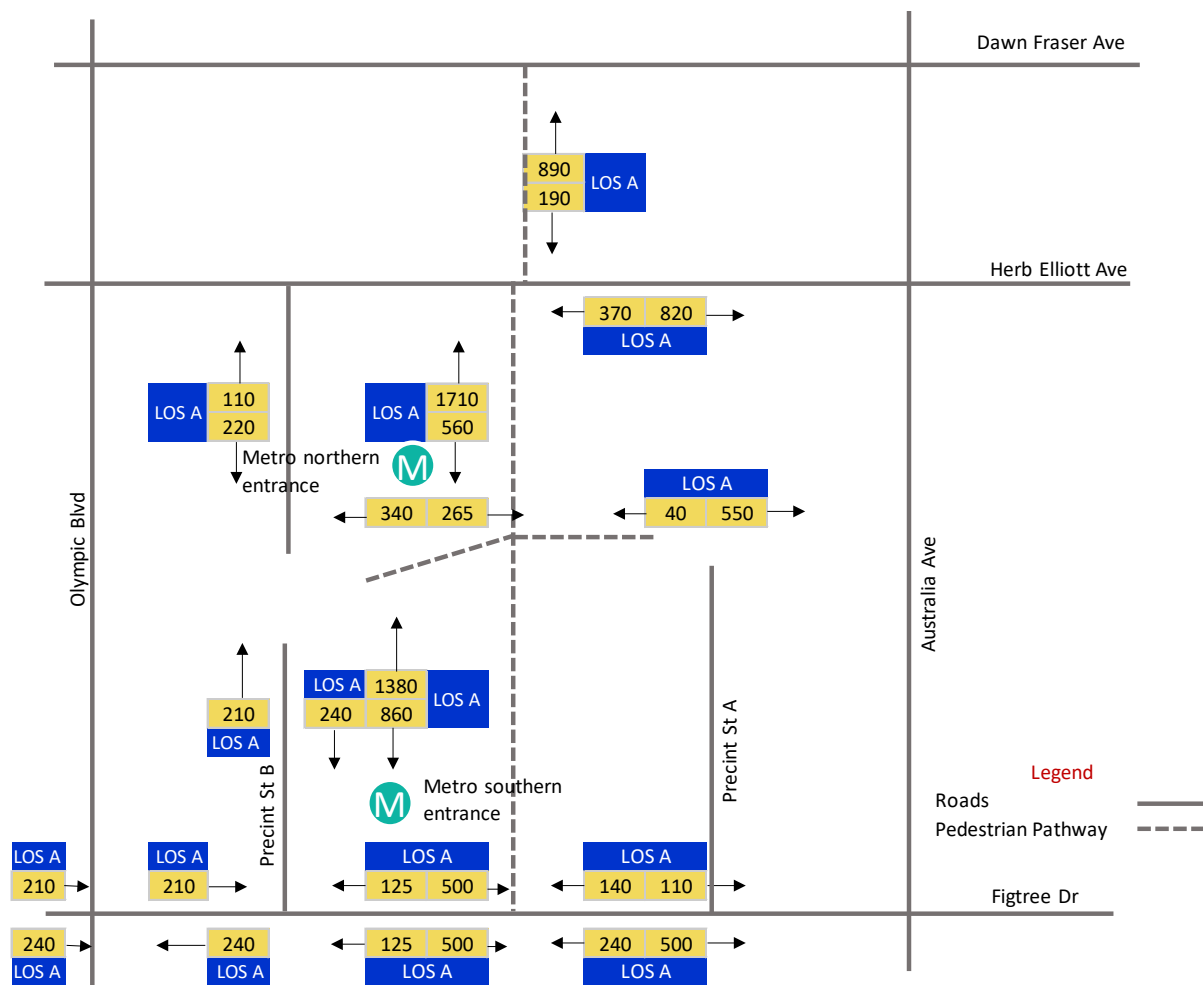 Dawn Fraser Ave
890
LOS A
190
Herb Elliott Ave
370 820
LOS A
LOS A
110
220
LOS A
1710
560
Metro northern
entrance
M
340 265
LOS A
40 550
Olympic Blvd
Australia Ave
LOS A
1380
LOS A
240
860
210
LOS A
Precint St B
Precint St A
M
Metro southern
entrance
Legend
Roads
Pedestrian Pathway
LOS A
210
LOS A
210
LOS A
125 500
LOS A
140 110
Figtree Dr
240
LOS A
240
LOS A
125 500
LOS A
240 500
LOS A